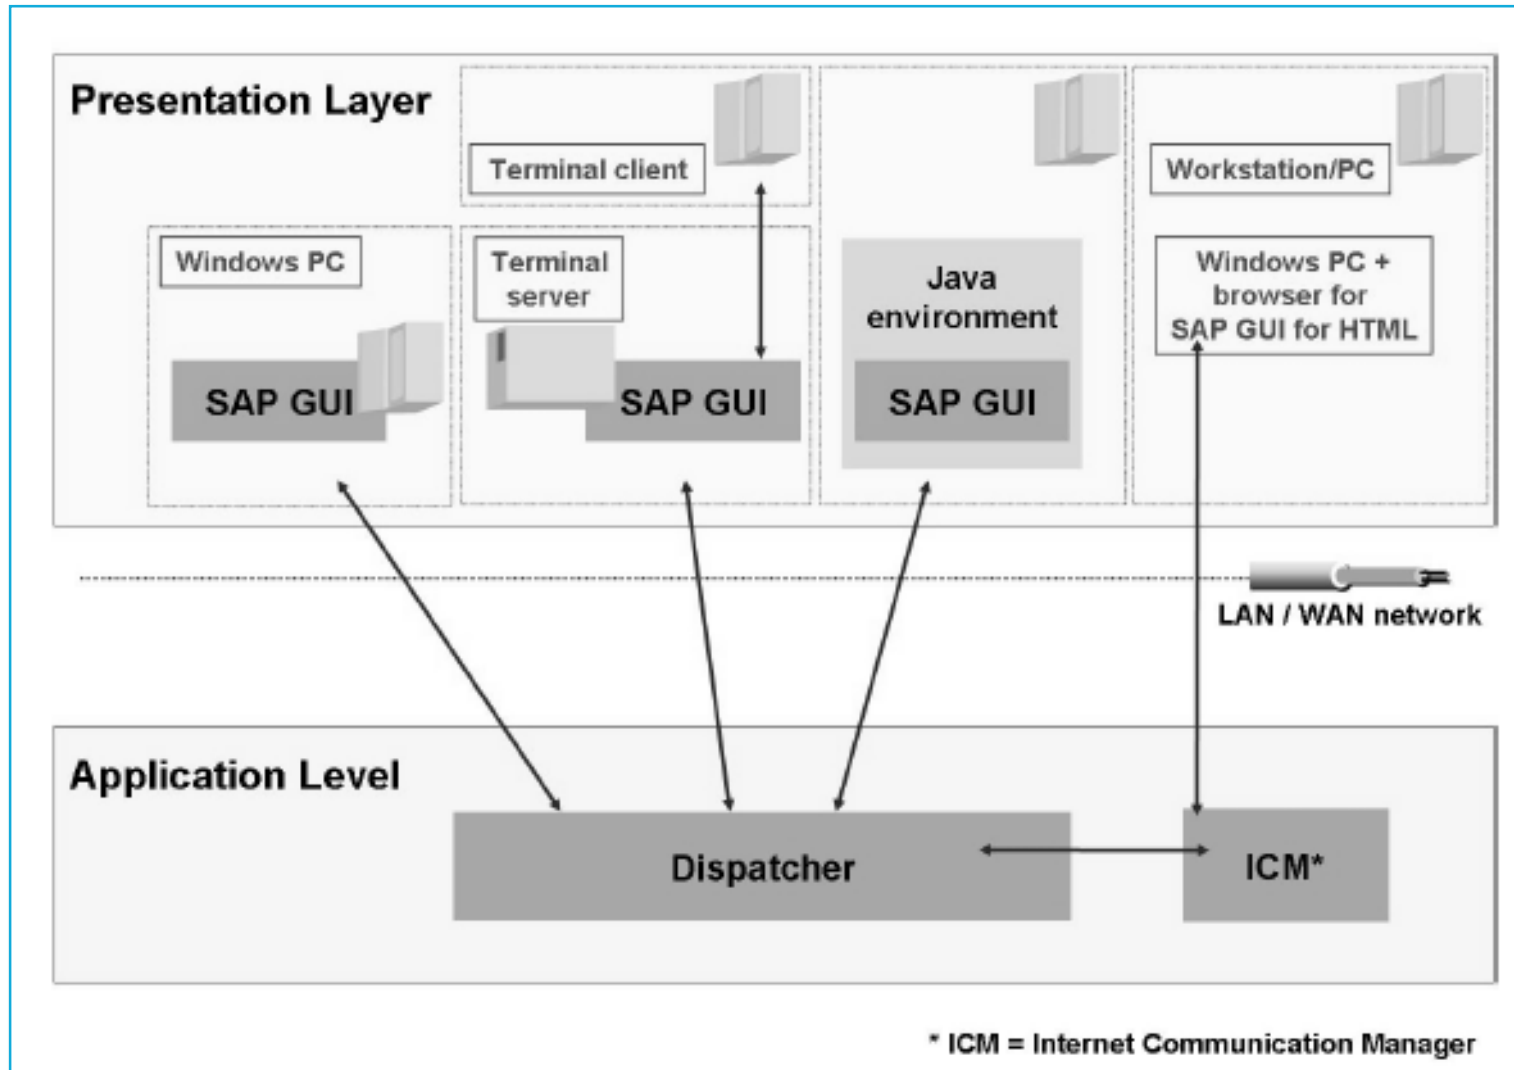 Presentation Layer
Terminal client
Workstation/PC
Windows PC
Terminal
server
Java
environment
Windows PC +
browser for
SAP GUI for HTML
SAP GUI
SAP GUI
SAP GUI
LAN / WAN network
Application Level
Dispatcher
ICM*
* ICM = Internet Communication Manager